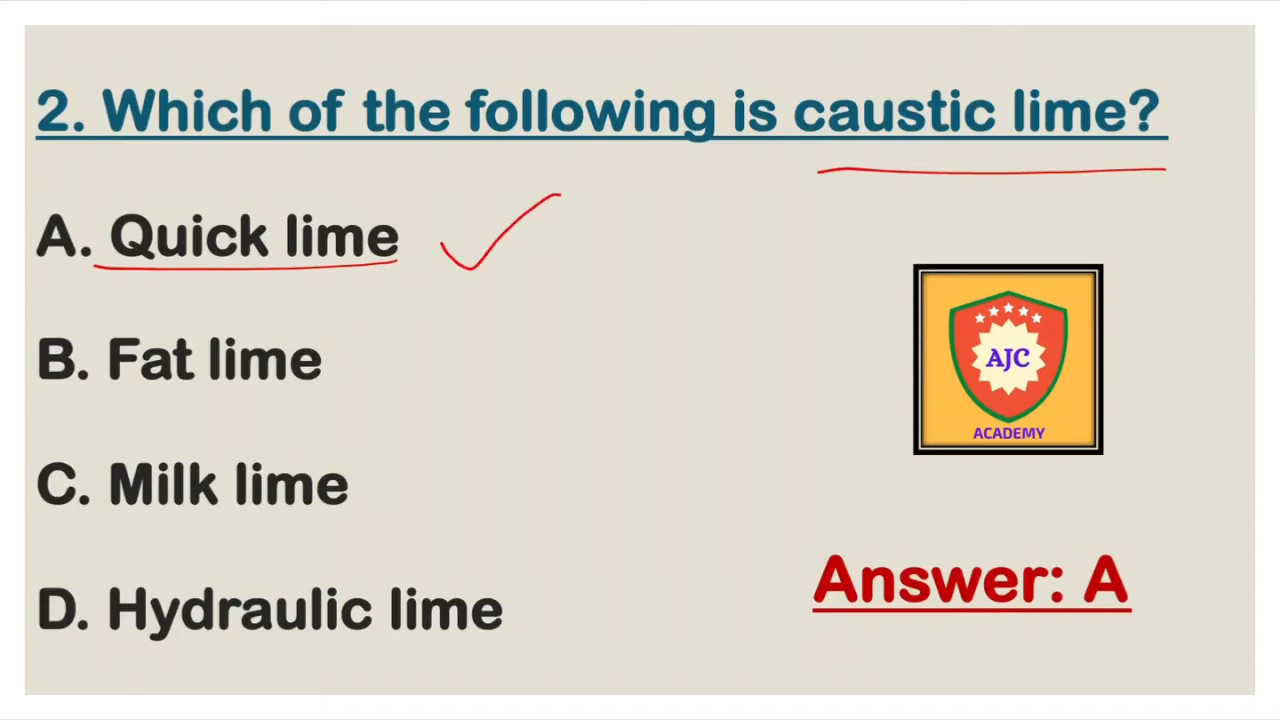 2. Which of the following is caustic lime?
A. Quick lime
B. Fat lime
C. Milk lime
D. Hydraulic lime
AJC
ACADEMY
Answer: A